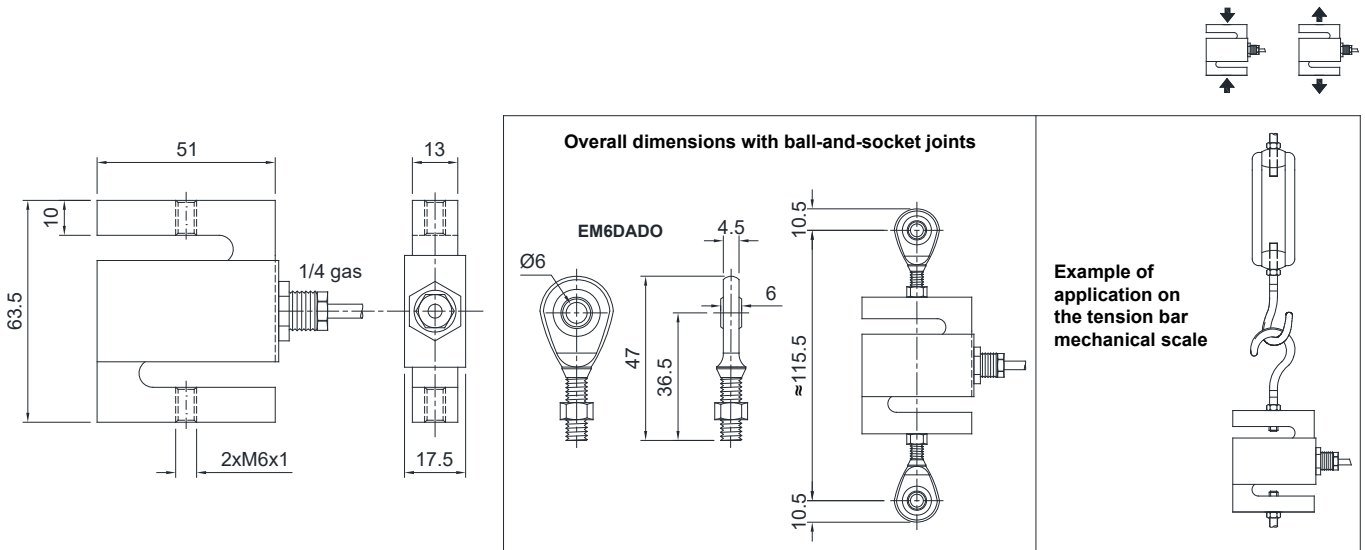 51
13
10
63.5
1/4 gas
2xM6x1
17.5
Overall dimensions with ball-and-socket joints
EM6DADO
Ø6
4.5
6
47
36.5
10.5
≈115.5
10.5
Example of
application on
the tension bar
mechanical scale